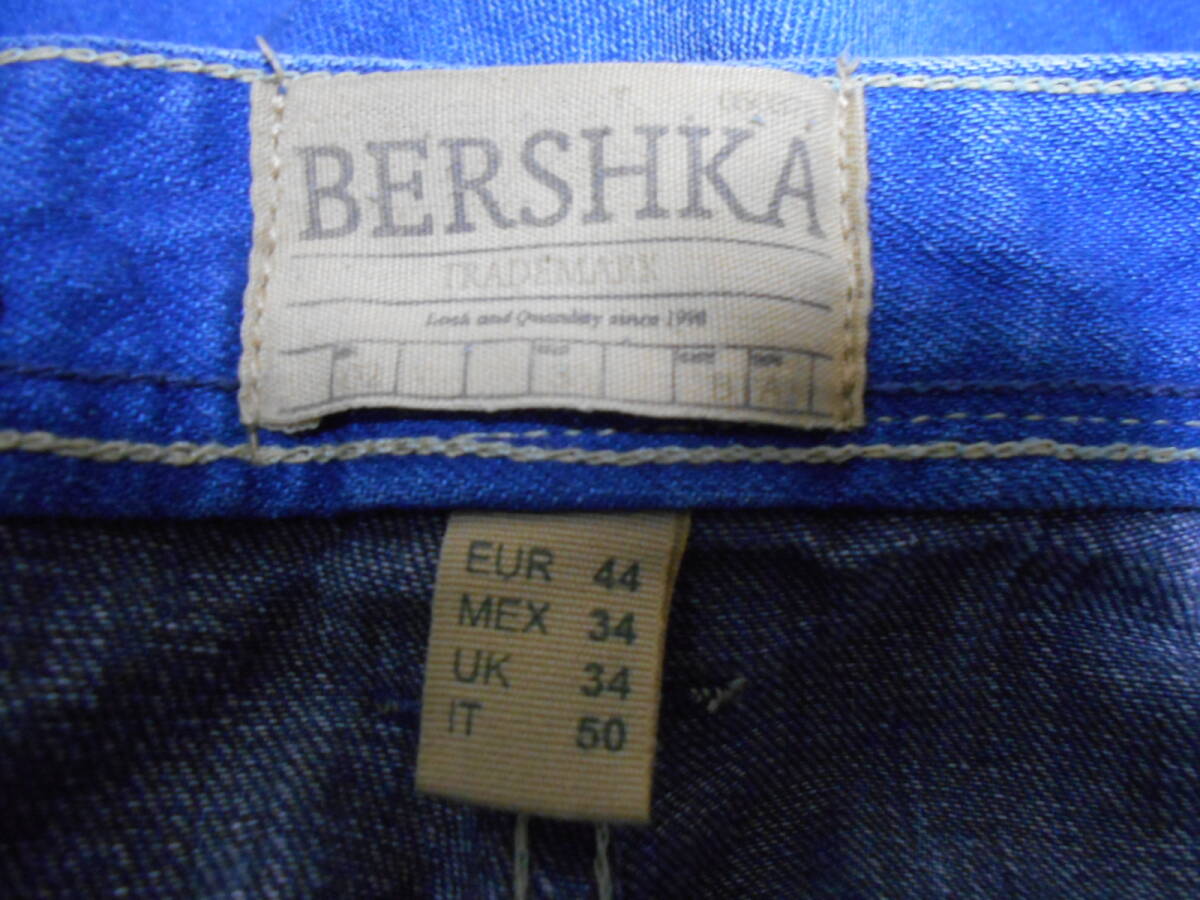 BERSHKA
TRADEMARK
Look and Quantity since 1998
EUR 44
MEX 34
UK 34
IT 50